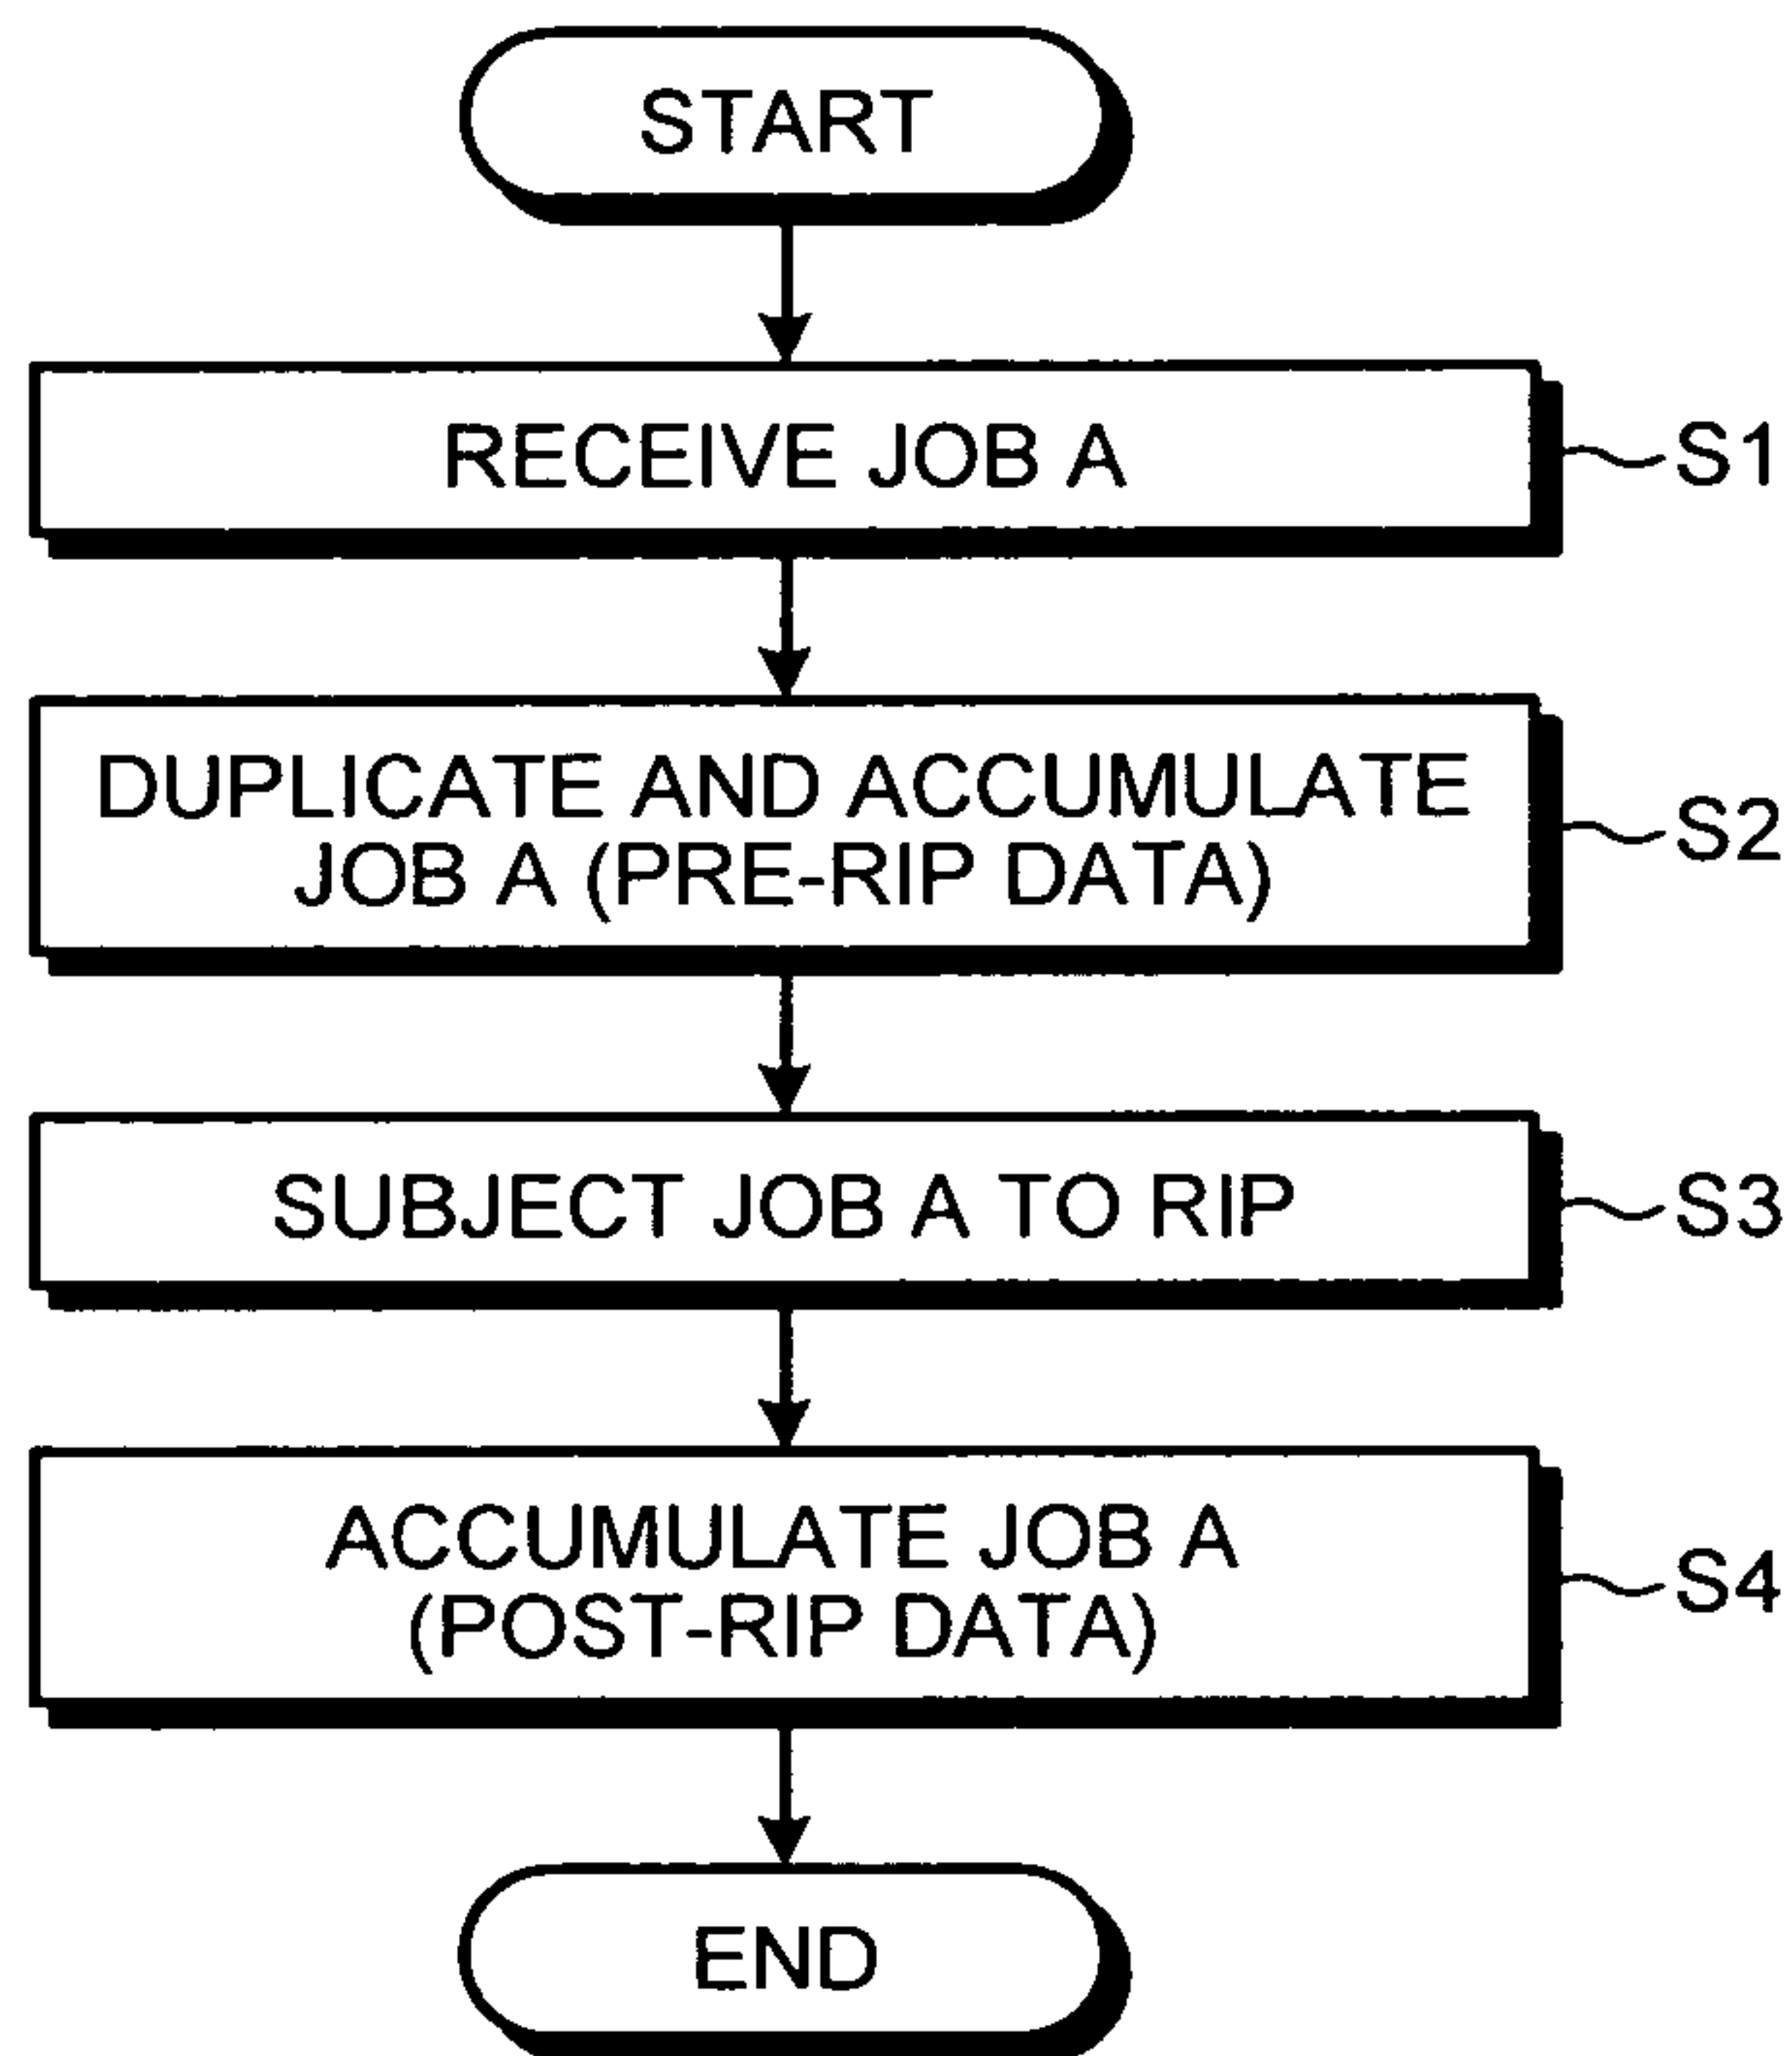 START
RECEIVE JOB A
S1
DUPLICATE AND ACCUMULATE
JOB A (PRE-RIP DATA)
S2
SUBJECT JOB A TO RIP
S3
ACCUMULATE JOB A
(POST-RIP DATA)
S4
END